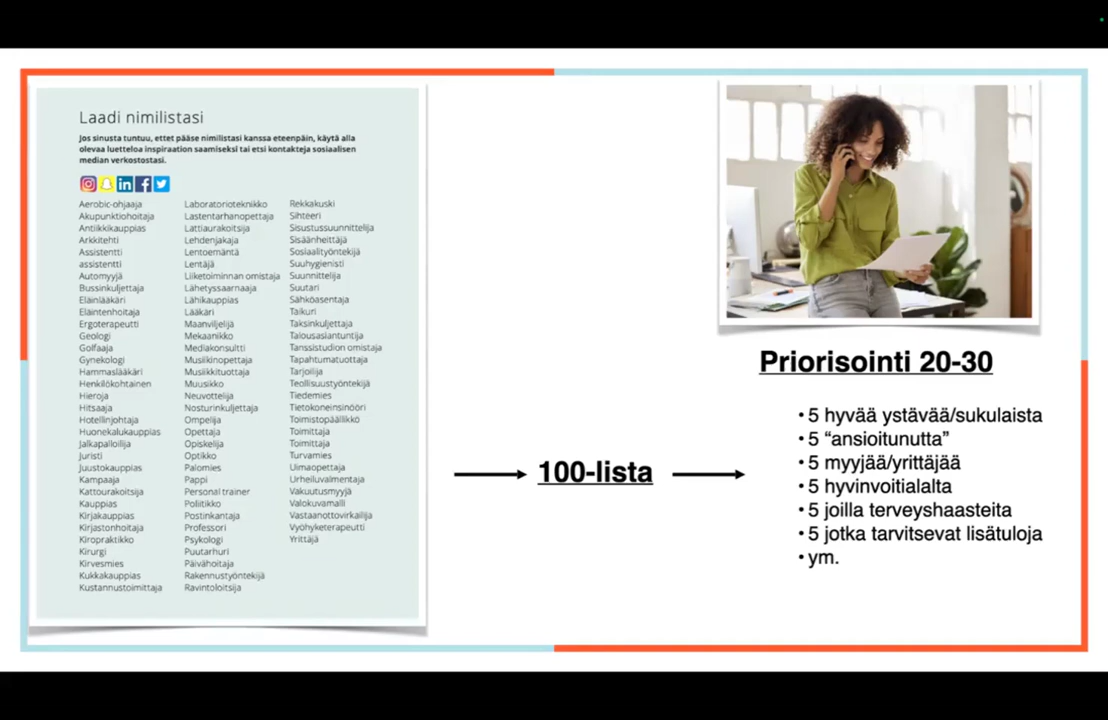 Laadi nimilistasi
Jos sinusta tuntuu, ettet pääse nimilistasi kanssa eteenpäin, käytä alla
olevaa luetteloa inspiraation saamiseksi tai etsi kontakteja sosiaalisen
median verkostostasi.
Aerobic-ohjaaja
Akupunktiohoitaja
Antiikkikauppias
Arkkitehti
Assistentti
assistentti
Automyyjä
Bussinkuljettaja
Eläinlääkäri
Eläintenhoitaja
Ergoterapeutti
Geologi
Golfaaja
Gynekologi
Hammaslääkäri
Henkilökohtainen
Hieroja
Hitsaaja
Hotellinjohtaja
Huonekalukauppias
Jalkapalloilija
Juristi
Juustokauppias
Kampaaja
Kattourakoitsija
Kauppias
Kirjakauppias
Kirjastonhoitaja
Kiropraktikko
Kirurgi
Kirvesmies
Kukkakauppias
Kustannustoimittaja
Laboratorioteknikko
Lastentarhanopettaja
Lattiaurakoitsija
Lehdenjakaja
Lentoemäntä
Lentäjä
Liiketoiminnan omistaja
Lähetyssaarnaaja
Lähikauppias
Lääkäri
Maanviljelijä
Mekaanikko
Mediakonsultti
Musiikinopettaja
Musiikkituottaja
Muusikko
Neuvottelija
Nosturinkuljettaja
Ompelija
Opettaja
Opiskelija
Optikko
Palomies
Pappi
Personal trainer
Poliitikko
Postinkantaja
Professori
Psykologi
Puutarhuri
Päivähoitaja
Rakennustyöntekijä
Ravintoloitsija
Rekkakuski
Sihteeri
Sisustussuunnittelija
Sisäänheittäjä
Sosiaalityöntekijä
Suuhygienisti
Suunnittelija
Suutari
Sähköasentaja
Taikuri
Taksinkuljettaja
Talousasiantuntija
Tanssistudion omistaja
Tapahtumatuottaja
Tarjoilija
Teollisuustyöntekijä
Tiedemies
Tietokoneinsinööri
Toimistopäällikkö
Toimittaja
Toimittaja
Turvamies
Uimaopettaja
Urheiluvalmentaja
Vakuutusmyyjä
Valokuvamalli
Vastaanottovirkailija
Vyöhyketerapeutti
Yrittäjä
100-lista
Priorisointi 20-30
• 5 hyvää ystävää/sukulaista
• 5 “ansioitunutta”
• 5 myyjää/yrittäjää
• 5 hyvinvoitialalta
• 5 joilla terveyshaasteita
• 5 jotka tarvitsevat lisätuloja
• ym.